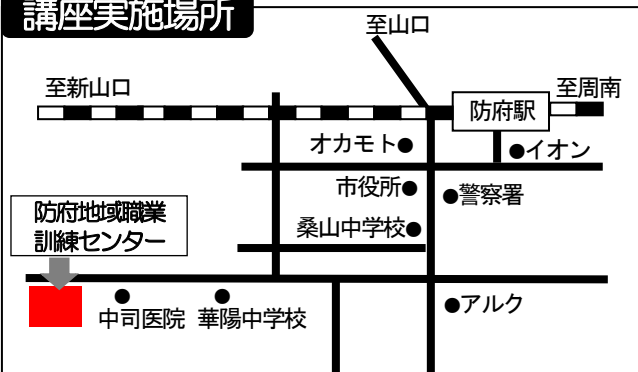 講座実施場所
至山口
至新山口
至周南
防府駅
オカモト●
●イオン
市役所●
●警察署
防府地域職業
訓練センター
桑山中学校●
●アルク
中司医院
華陽中学校